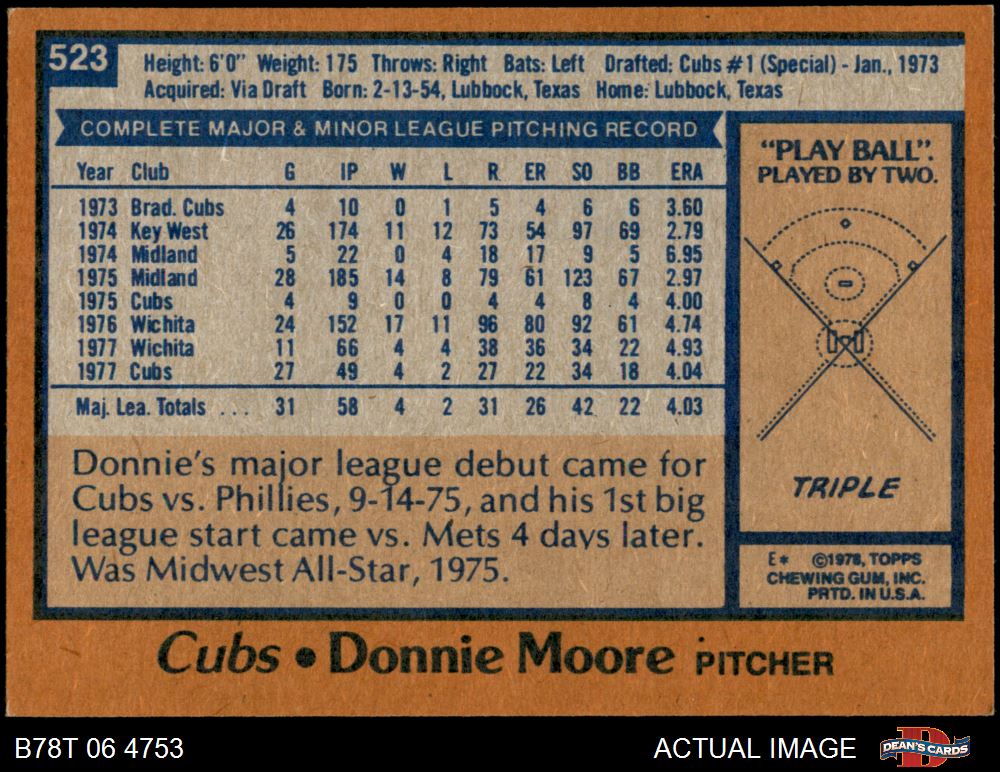 523
Height: 6'0" Weight: 175 Throws: Right Bats: Left Drafted: Cubs #1 (Special) - Jan., 1973
Acquired: Via Draft Born: 2-13-54, Lubbock, Texas Home: Lubbock, Texas
COMPLETE MAJOR & MINOR LEAGUE PITCHING RECORD
Year Club G IP W L R ER SO BB ERA
1973 Brad. Cubs 4 10 0 1 5 4 6 6 3.60
1974 Key West 26 174 11 12 73 54 97 69 2.79
1974 Midland 5 22 0 4 18 17 9 5 6.95
1975 Midland 28 185 14 8 79 61 123 67 2.97
1975 Cubs 4 9 0 0 4 4 8 4 4.00
1976 Wichita 24 152 17 11 96 80 92 61 4.74
1977 Wichita 11 66 4 4 38 36 34 22 4.93
1977 Cubs 27 49 4 2 27 22 34 18 4.04
Maj. Lea. Totals ... 31 58 4 2 31 26 42 22 4.03
Donnie's major league debut came for
Cubs vs. Phillies, 9-14-75, and his 1st big
league start came vs. Mets 4 days later.
Was Midwest All-Star, 1975.
"PLAY BALL".
PLAYED BY TWO.
TRIPLE
E* ©1978, TOPPS
CHEWING GUM, INC.
PRTD. IN U.S.A.
Cubs • Donnie Moore PITCHER
B78T 06 4753
ACTUAL IMAGE
D
DEAN'S CARDS